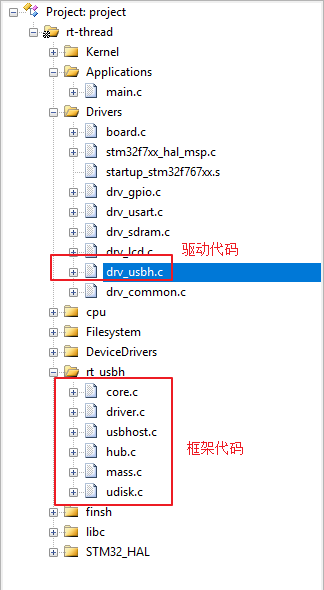 Project: project
rt-thread
Kernel
Applications
main.c
Drivers
board.c
stm32f7xx_hal_msp.c
startup_stm32f767xx.s
drv_gpio.c
drv_usart.c
drv_sdram.c
drv_lcd.c
驱动代码
drv_usbh.c
drv_common.c
cpu
Filesystem
DeviceDrivers
rt_usbh
core.c
driver.c
usbhost.c
hub.c
框架代码
mass.c
udisk.c
finsh
libc
STM32_HAL